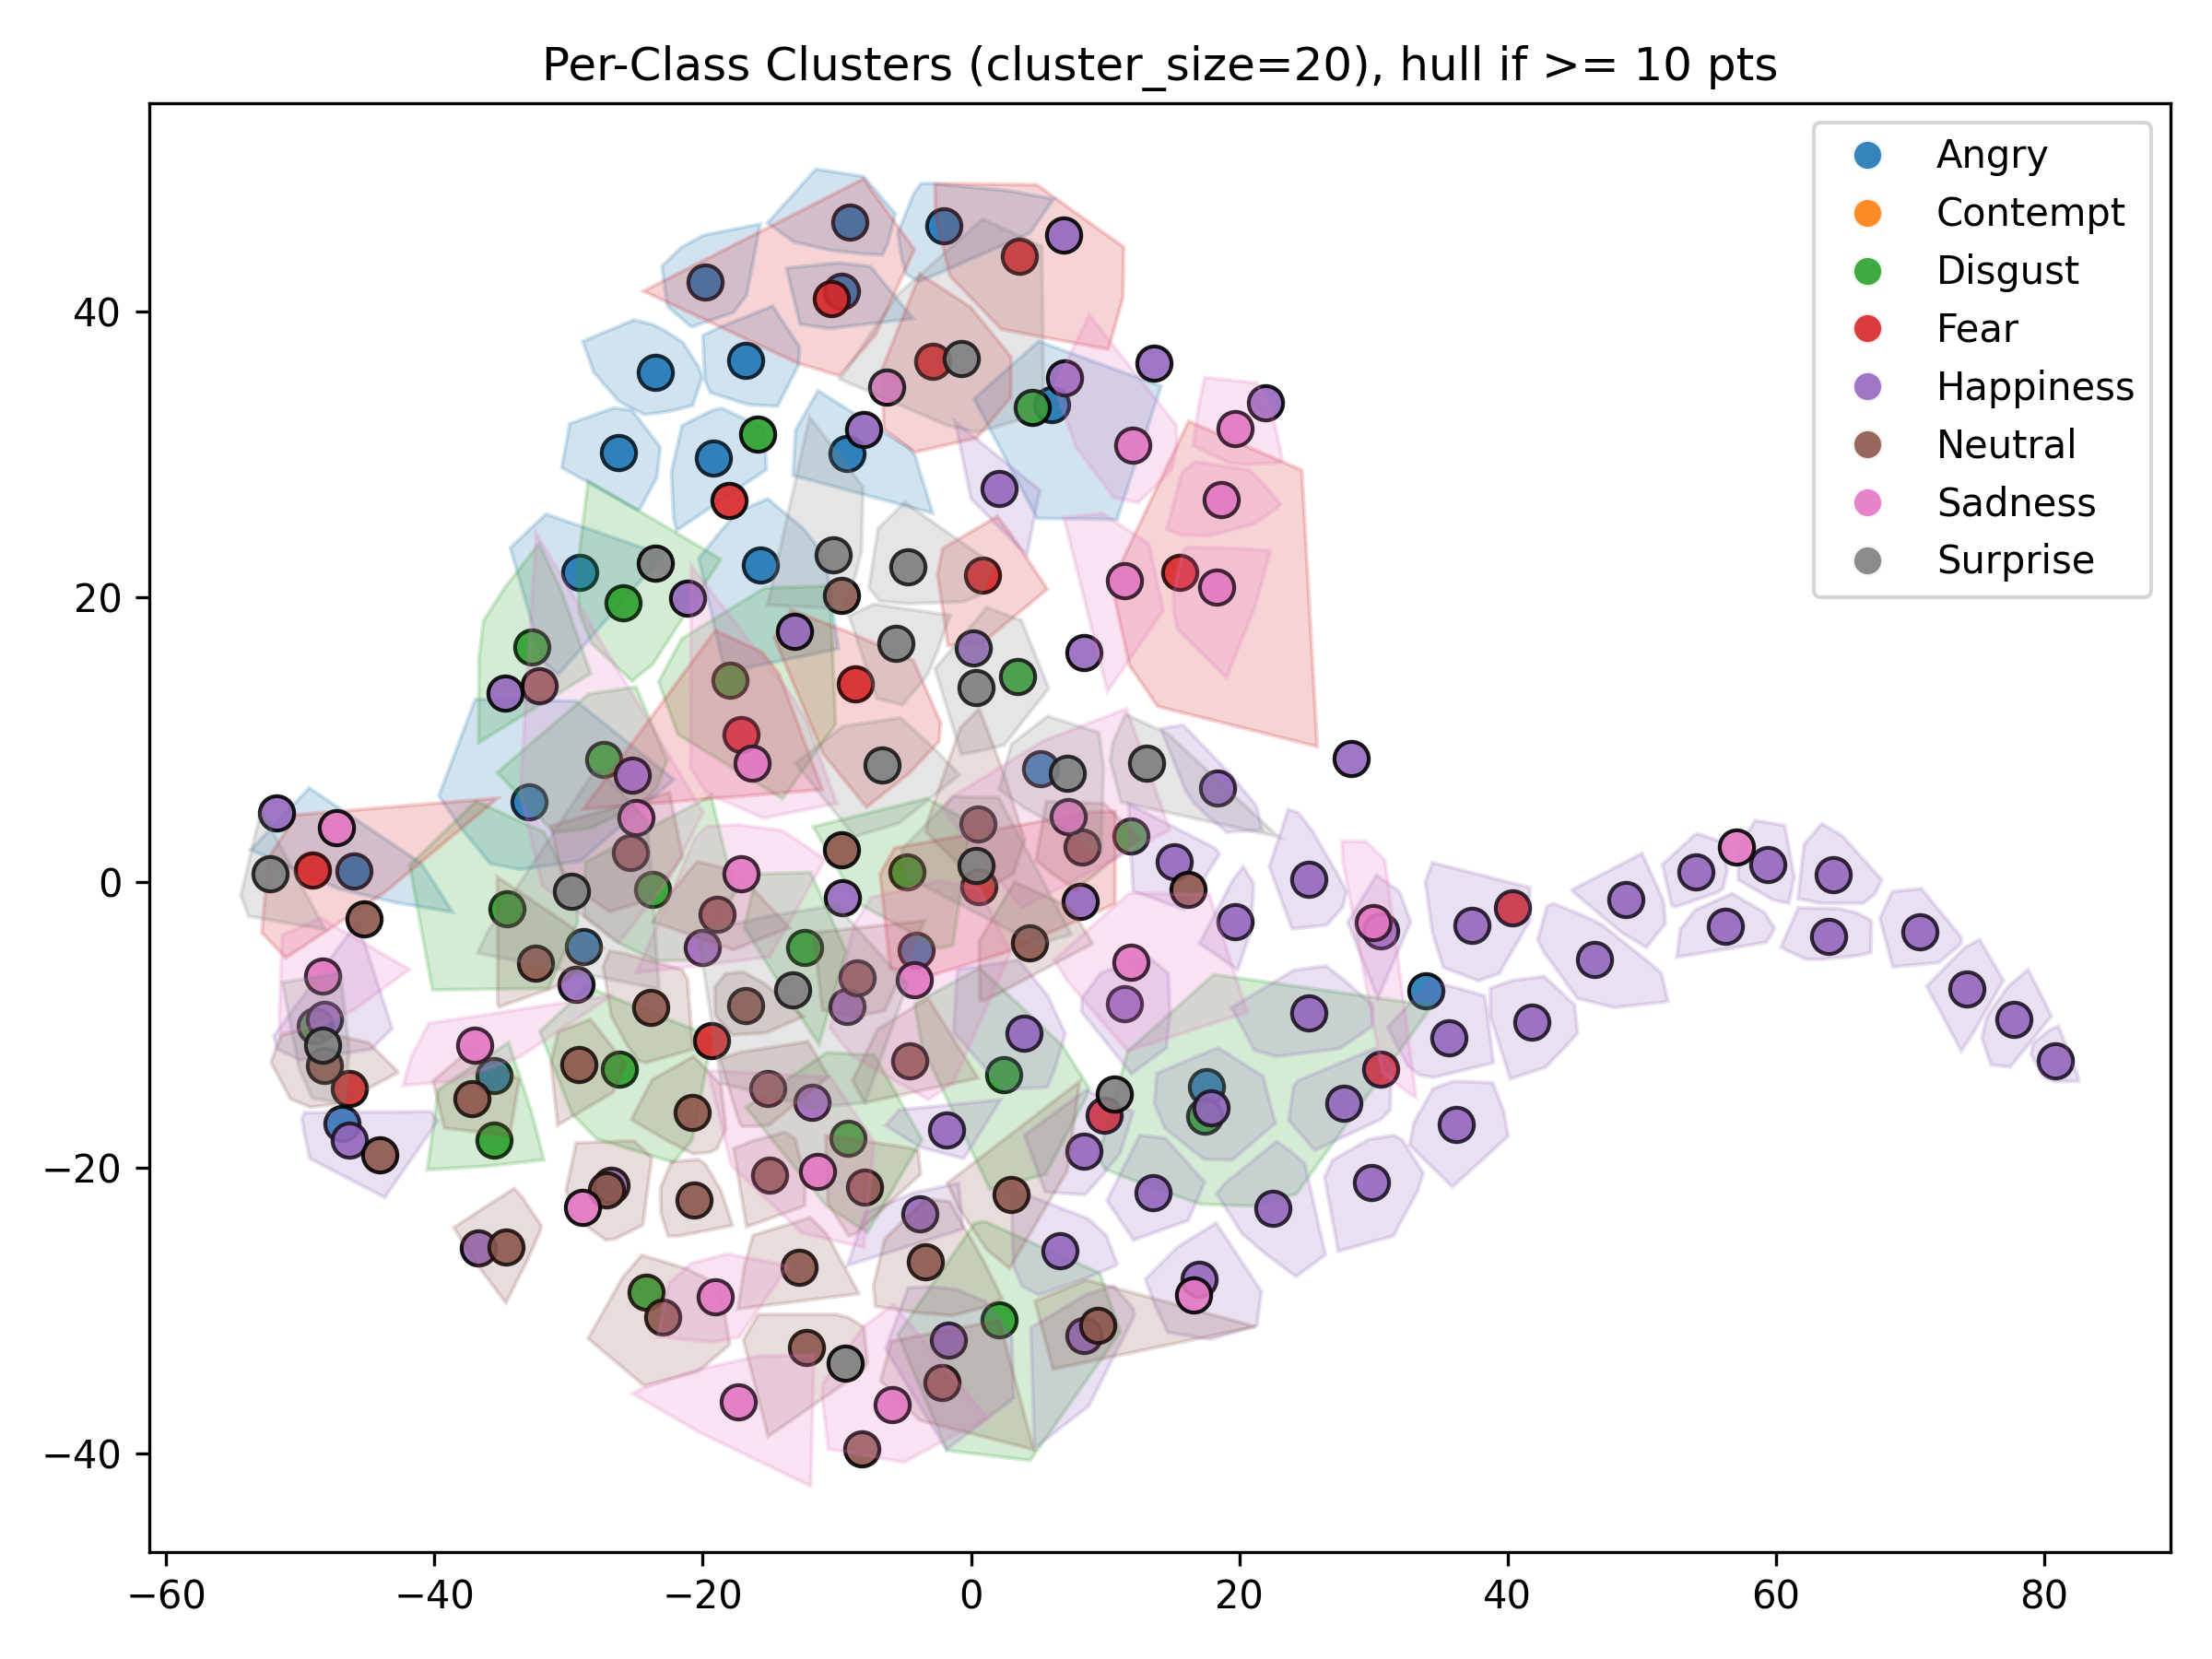 Per-Class Clusters (cluster_size=20), hull if >= 10 pts
Angry
Contempt
Disgust
Fear
Happiness
Neutral
Sadness
Surprise
40
20
0
−20
−40
−60
−40
−20
0
20
40
60
80